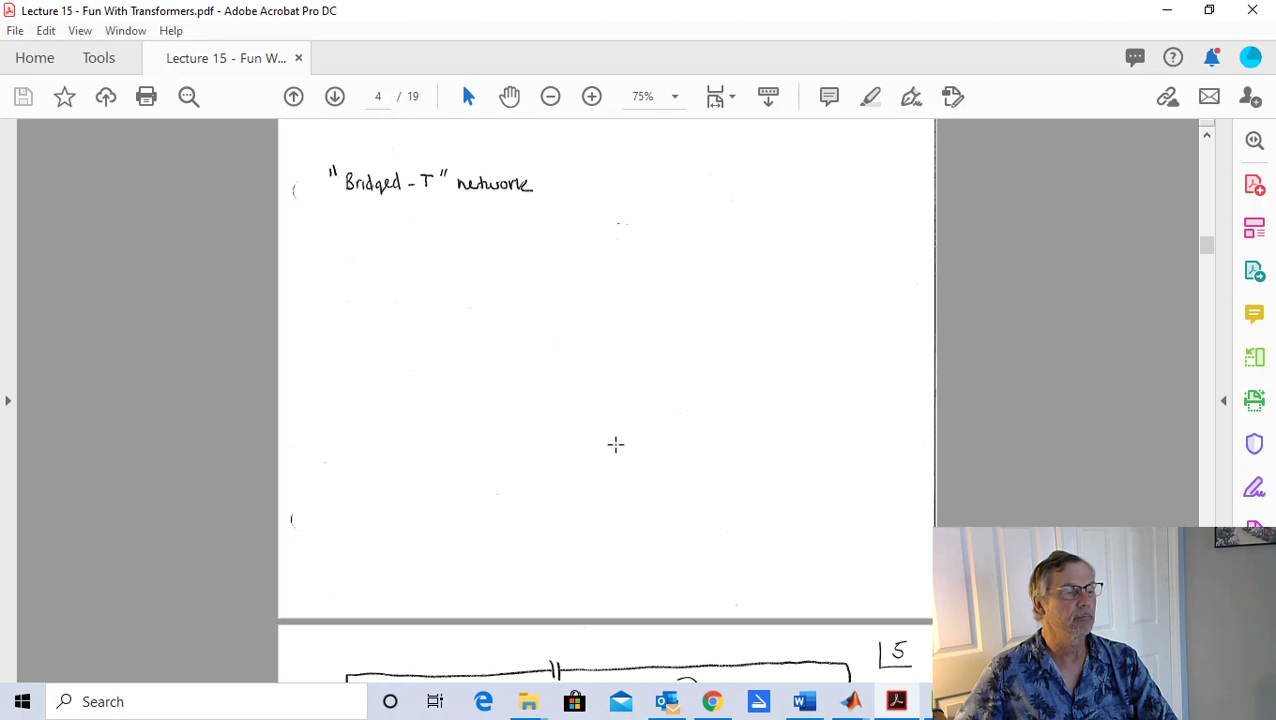 Lecture 15 - Fun With Transformers.pdf - Adobe Acrobat Pro DC
File Edit View Window Help
Home Tools Lecture 15 - Fun W... ×
4 / 19 75%
"Bridged - T" network
5
Search